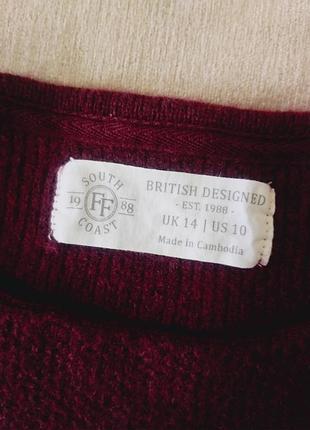 SOUTH
19 FF 88
COAST
BRITISH DESIGNED
- EST. 1988 -
UK 14 | US 10
Made in Cambodia